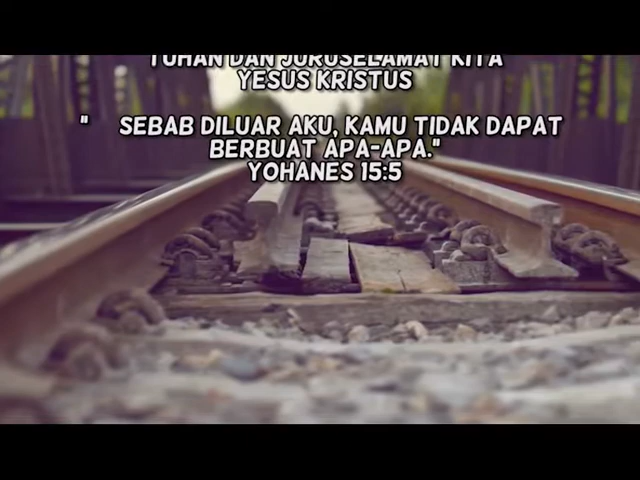 TUHAN DAN JURUSELAMAT KITA
YESUS KRISTUS
" SEBAB DILUAR AKU, KAMU TIDAK DAPAT
BERBUAT APA-APA."
YOHANES 15:5